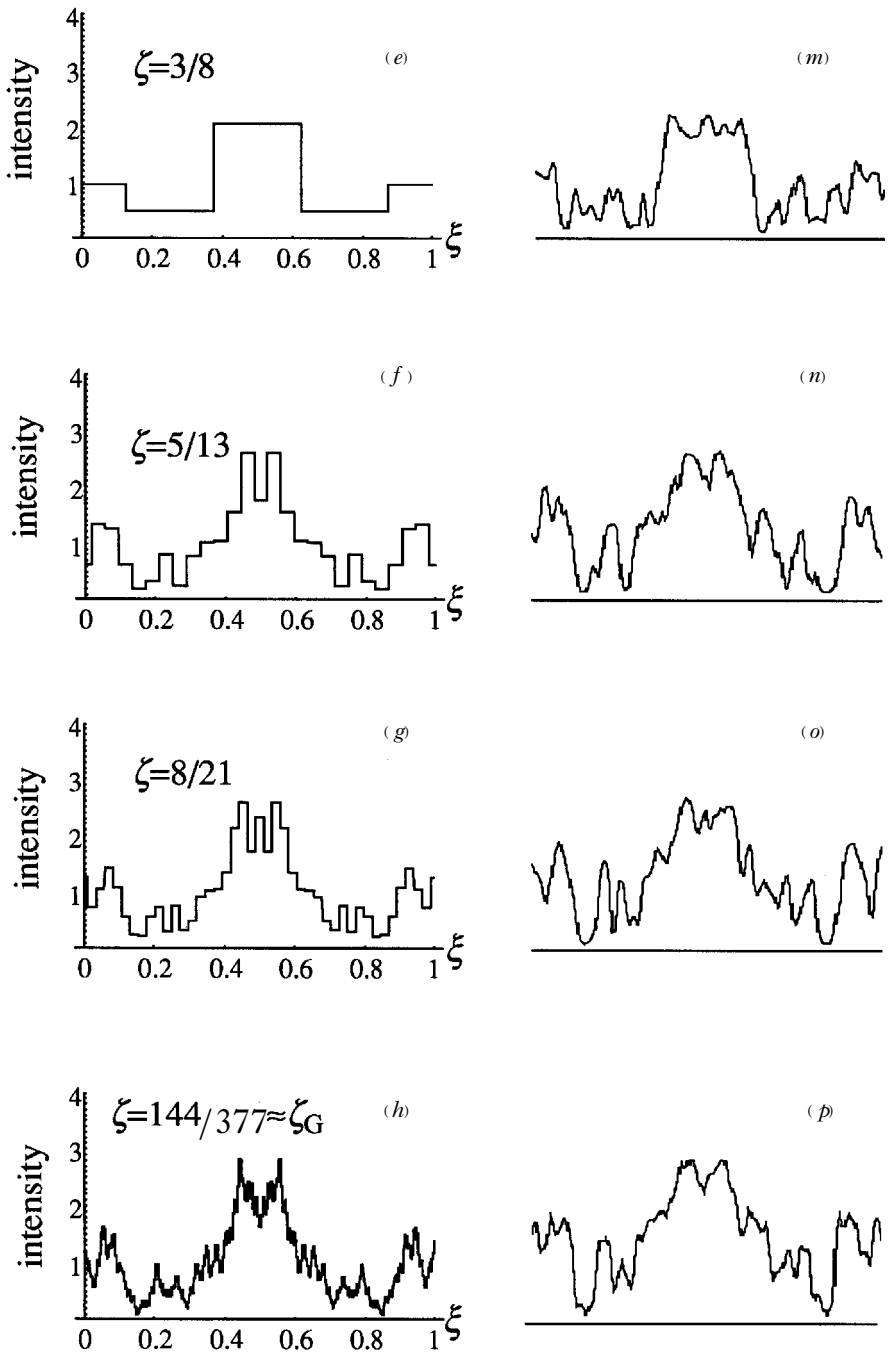 4
3
2
1
intensity
ζ=3/8
(e)
(m)
0 0.2 0.4 0.6 0.8 1 ξ
4
3
2
1
intensity
ζ=5/13
(f)
(n)
0 0.2 0.4 0.6 0.8 1 ξ
4
3
2
1
intensity
ζ=8/21
(g)
(o)
0 0.2 0.4 0.6 0.8 1 ξ
4
3
2
1
intensity
ζ=144/377≈ζG
(h)
(p)
0 0.2 0.4 0.6 0.8 1 ξ